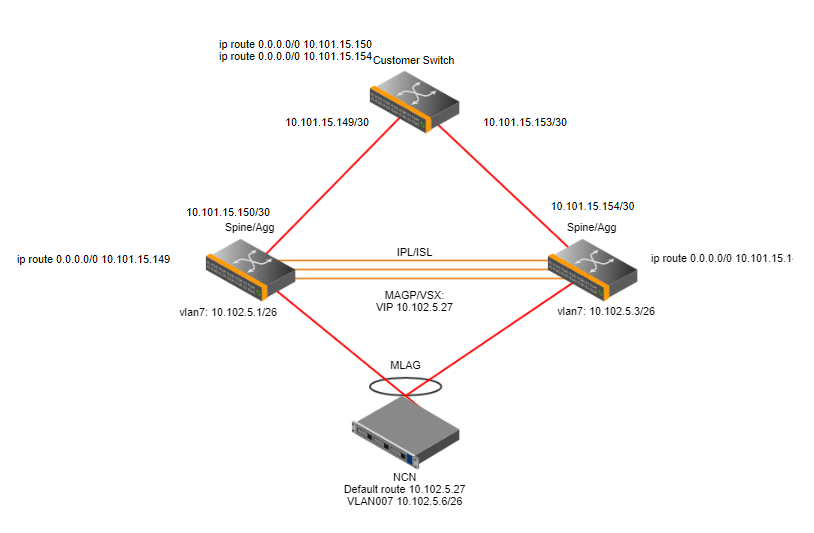 ip route 0.0.0.0/0 10.101.15.150
ip route 0.0.0.0/0 10.101.15.154
Customer Switch
10.101.15.149/30
10.101.15.153/30
10.101.15.150/30
10.101.15.154/30
Spine/Agg
Spine/Agg
ip route 0.0.0.0/0 10.101.15.149
IPL/ISL
ip route 0.0.0.0/0 10.101.15.1
MAGP/VSX:
VIP 10.102.5.27
vlan7: 10.102.5.1/26
vlan7: 10.102.5.3/26
MLAG
NCN
Default route 10.102.5.27
VLAN007 10.102.5.6/26